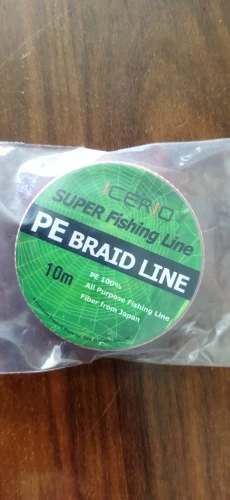 ICERIO
SUPER Fishing Line
PE BRAID LINE
10m
PE 100%
All Purpose Fishing Line
Fiber from Japan